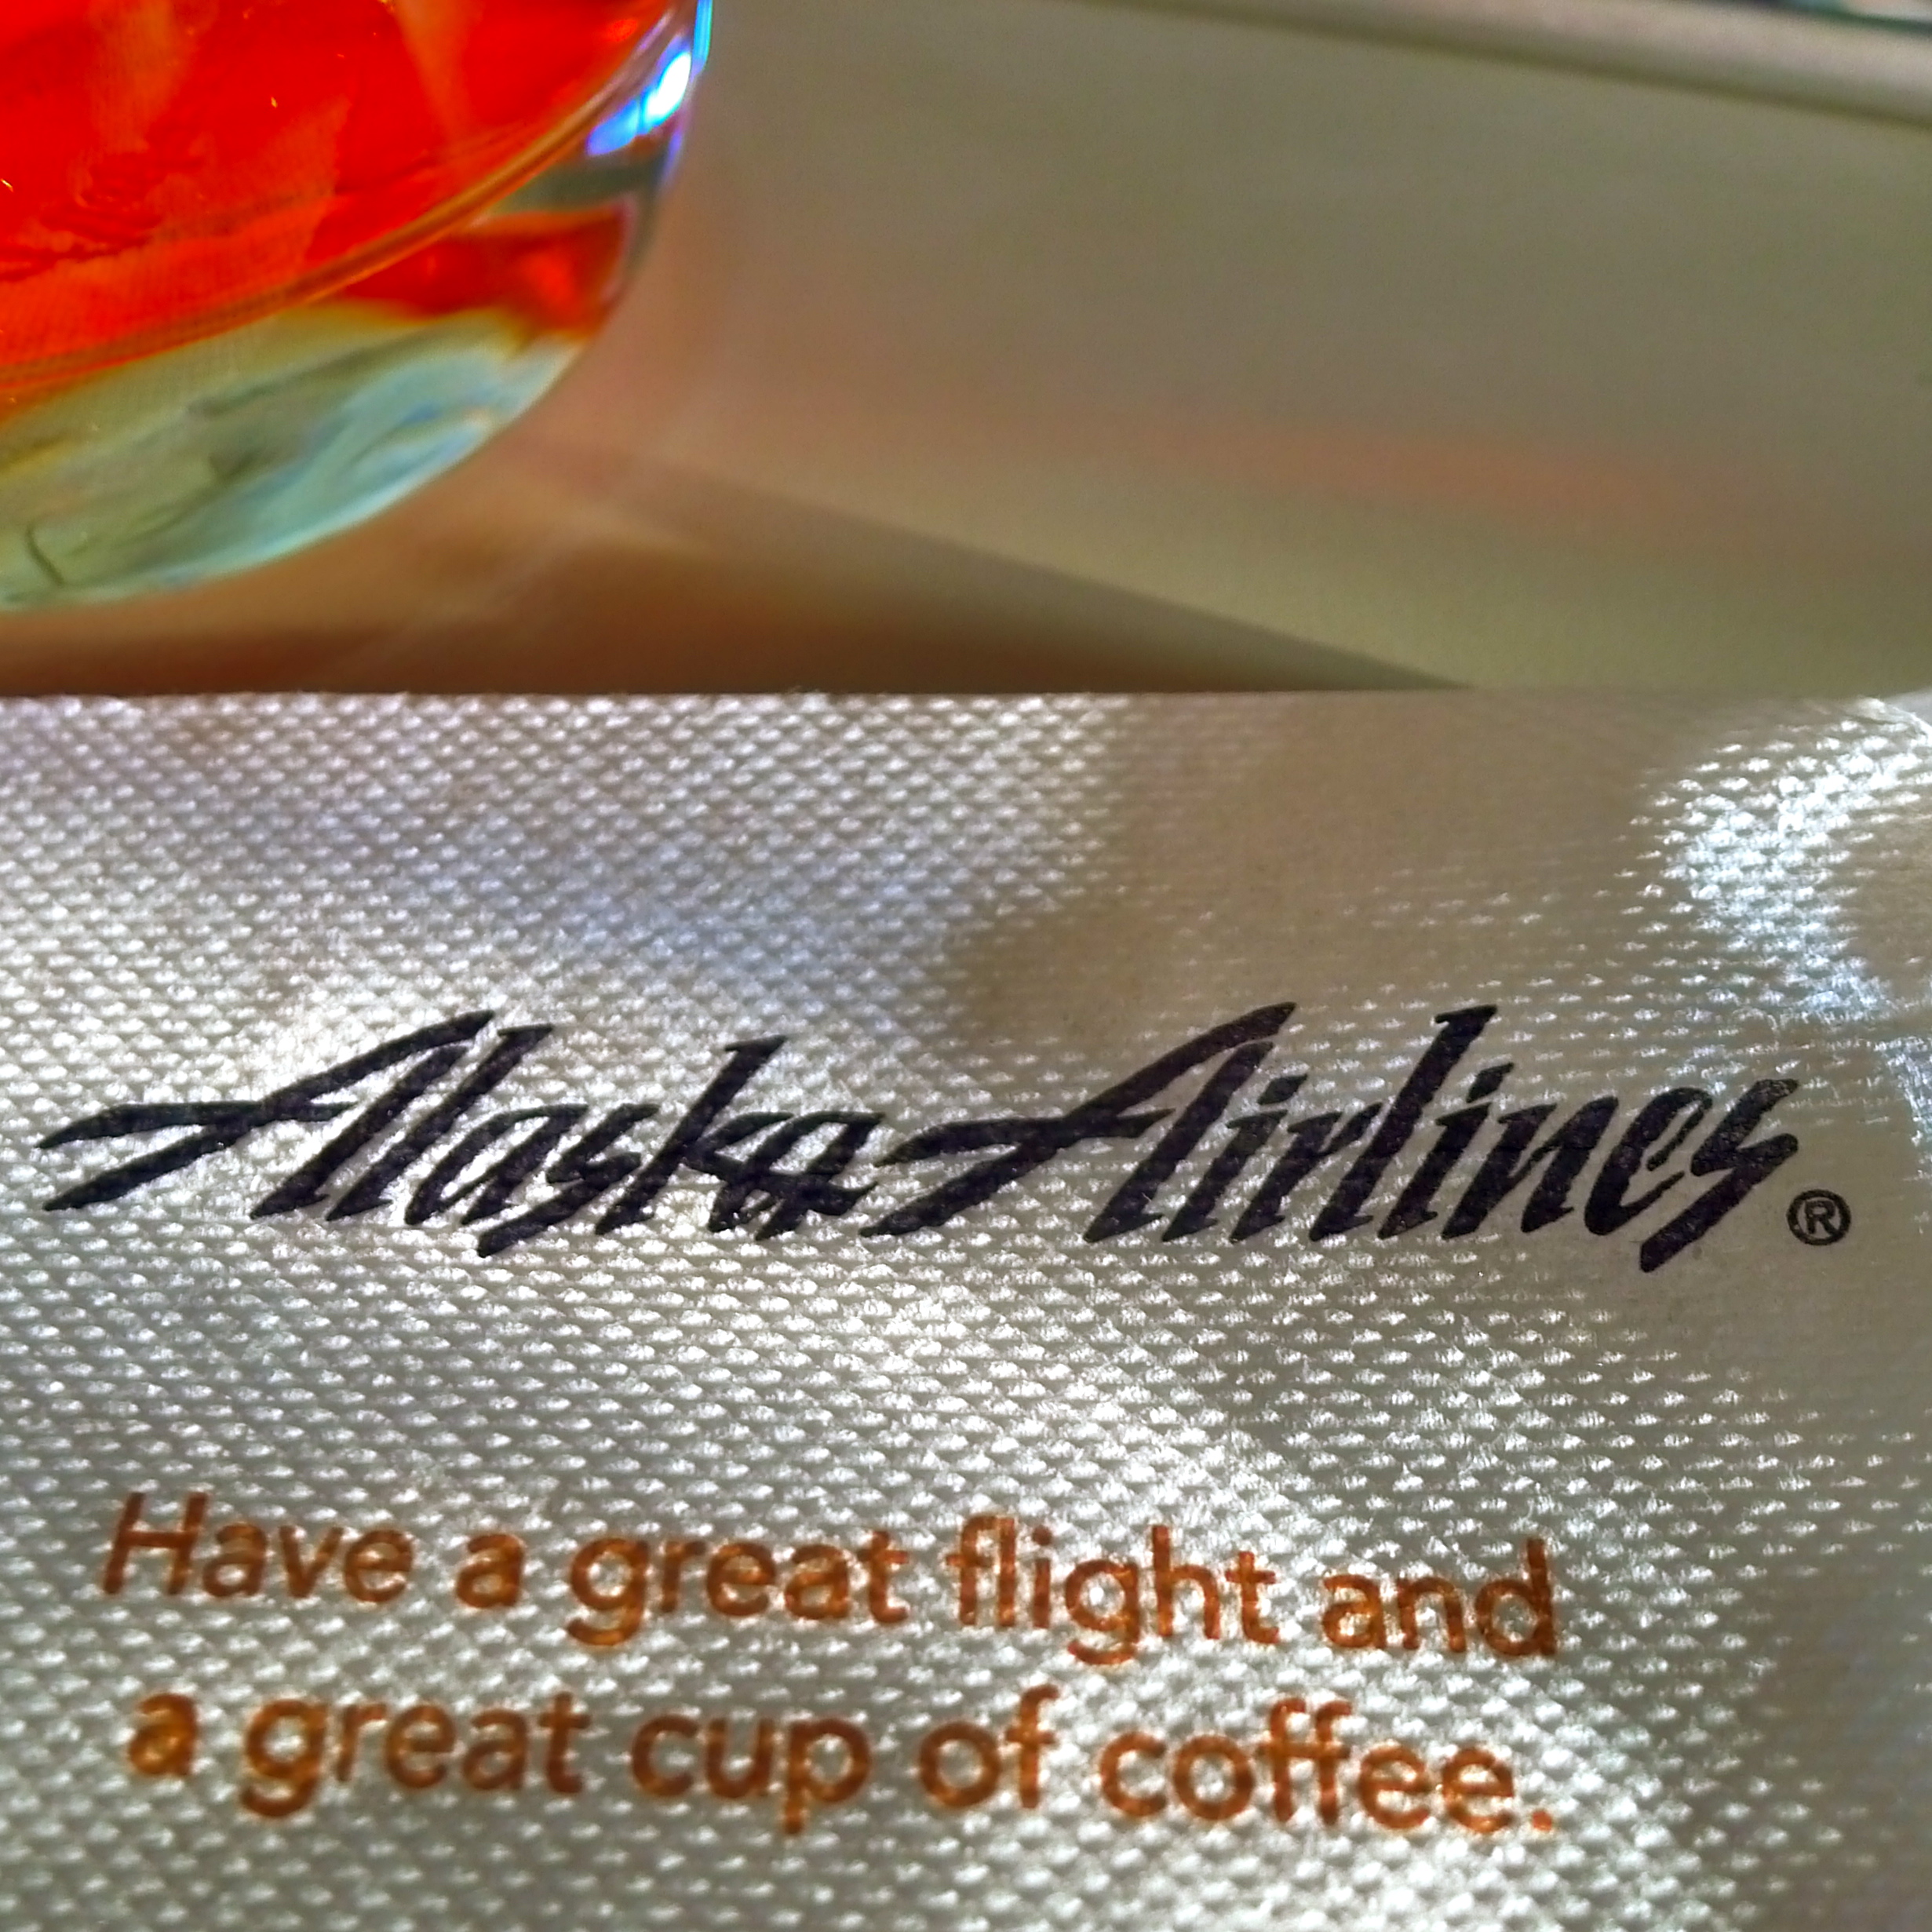 Alaska Airlines®
Have a great flight and
a great cup of coffee.